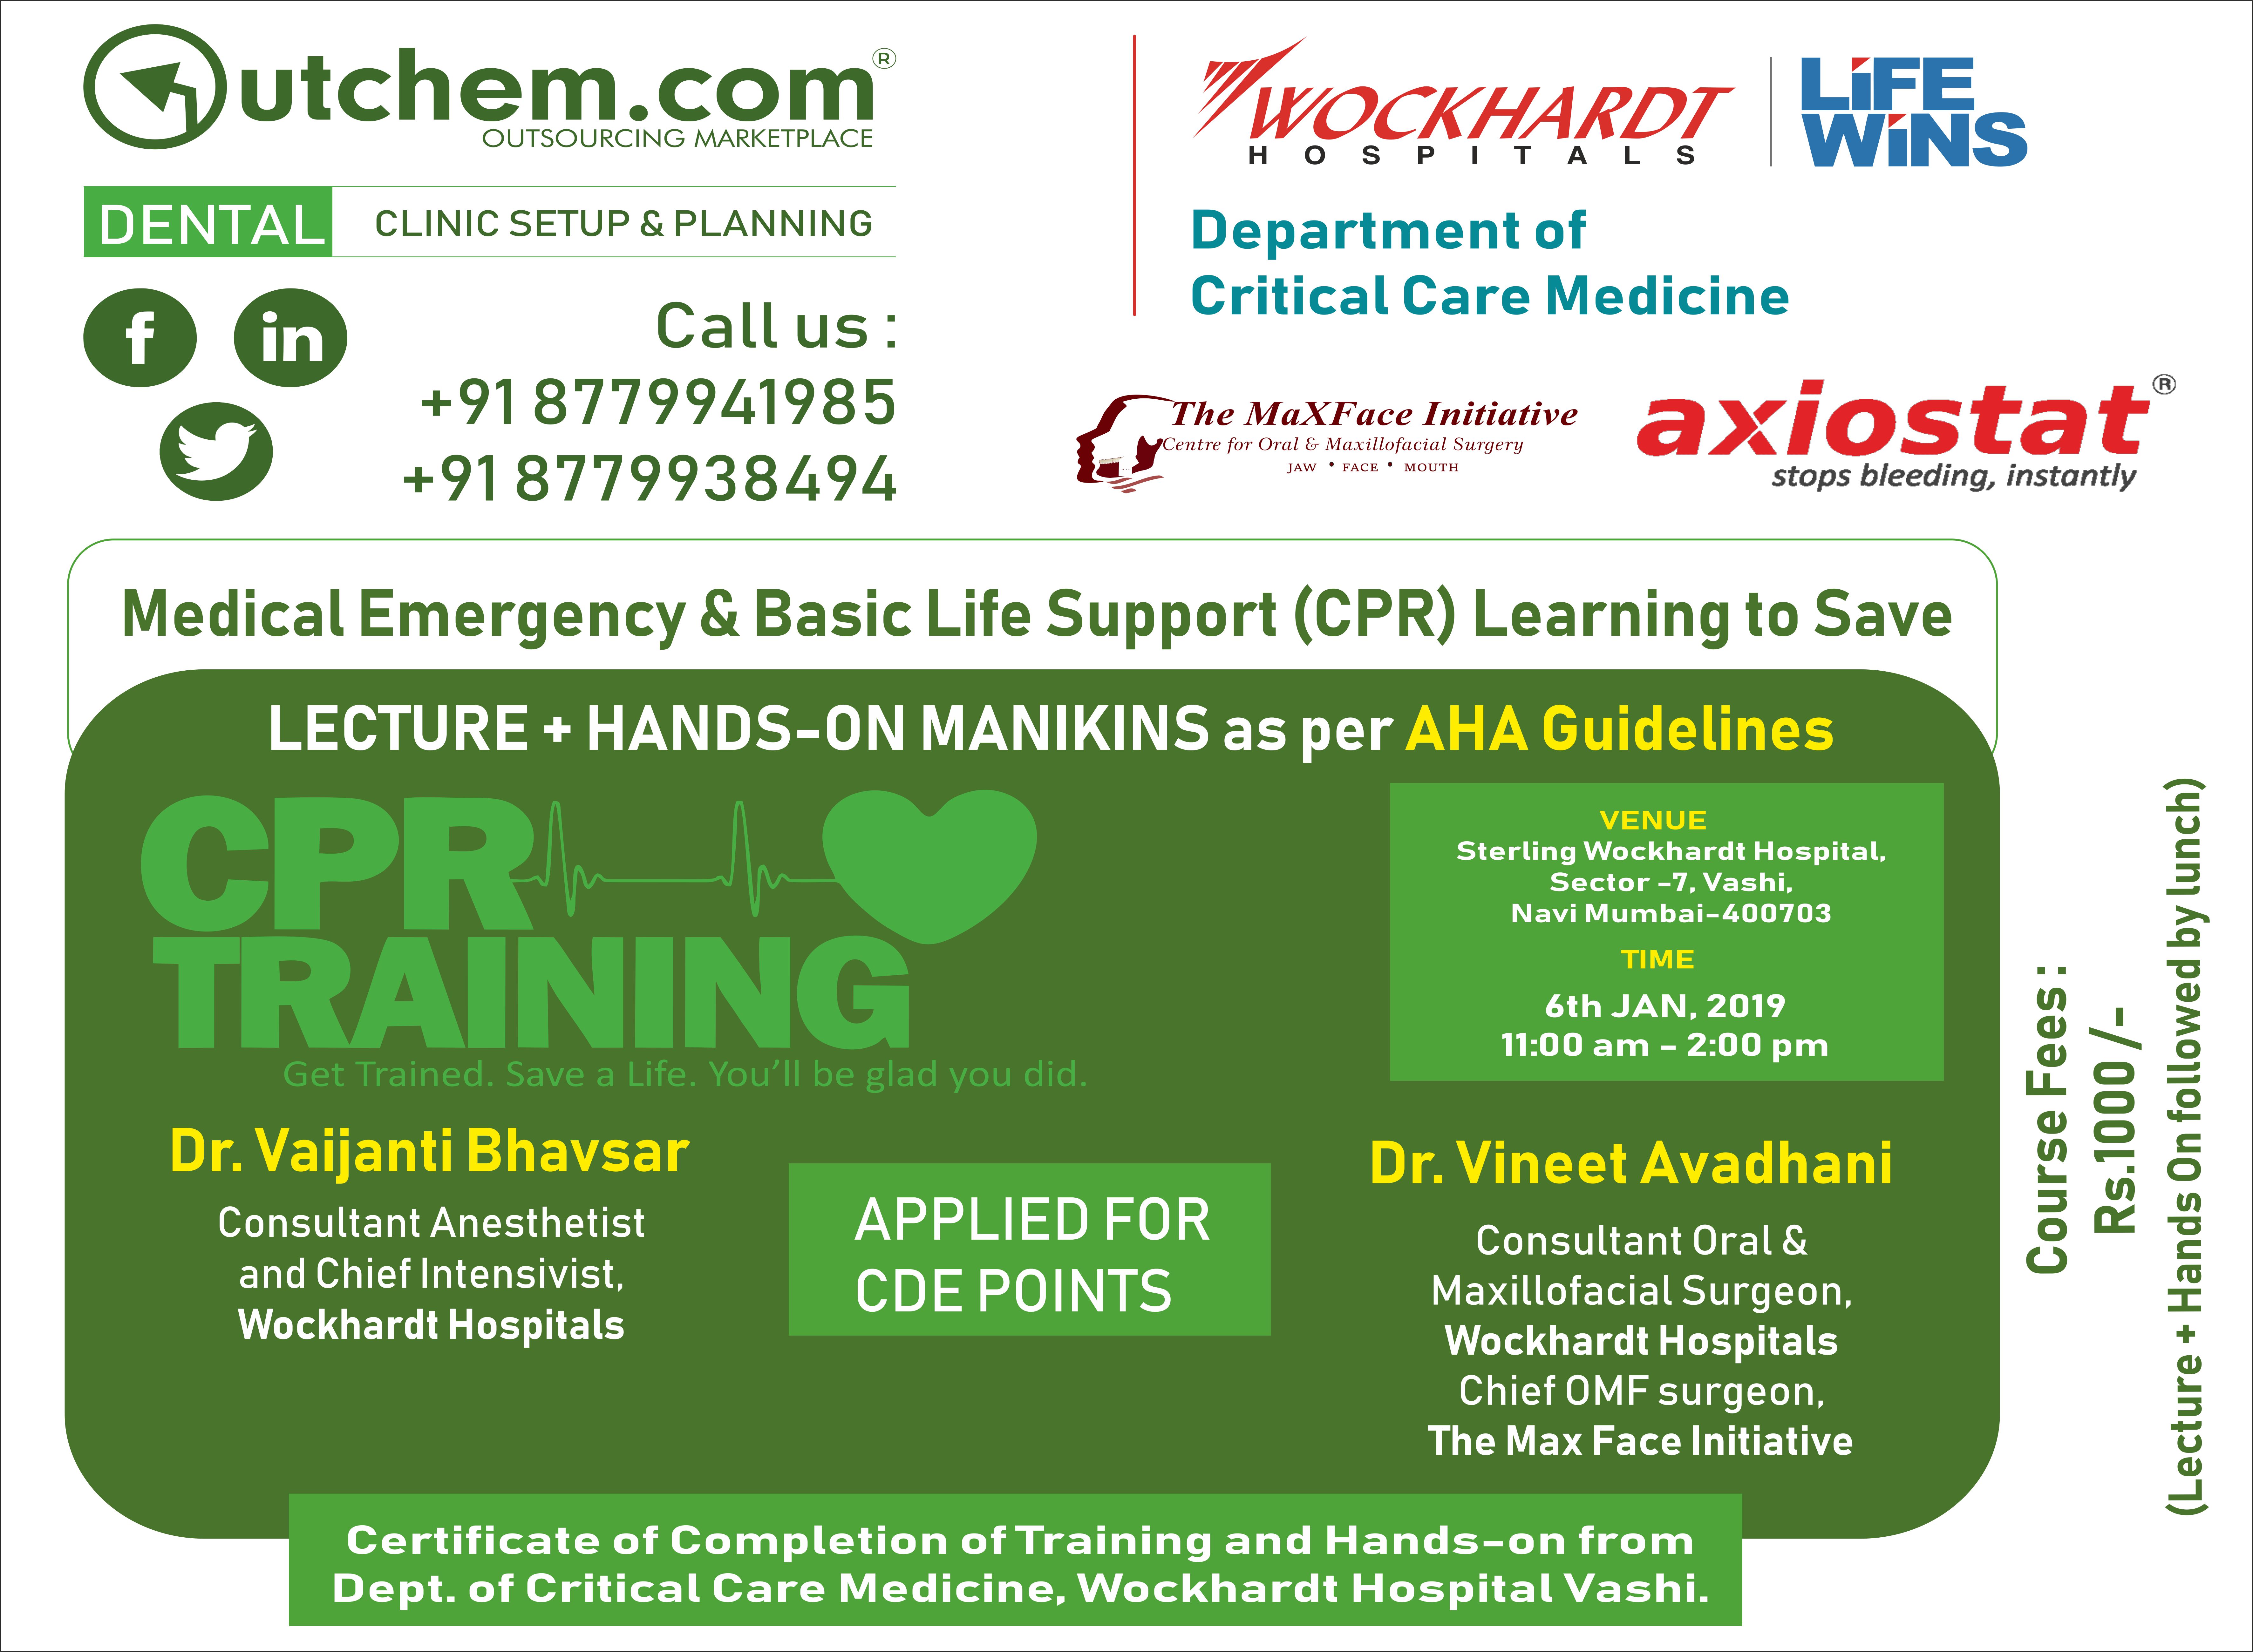 Outchem.com®
OUTSOURCING MARKETPLACE
DENTAL CLINIC SETUP & PLANNING
f
in
Call us :
+91 8779941985
+91 8779938494
WOCKHARDT
HOSPITALS
LiFE
WiNS
Department of
Critical Care Medicine
The MaXFace Initiative
Centre for Oral & Maxillofacial Surgery
JAW • FACE • MOUTH
axiostat®
stops bleeding, instantly
Medical Emergency & Basic Life Support (CPR) Learning to Save
LECTURE + HANDS-ON MANIKINS as per AHA Guidelines
CPR
TRAINING
Get Trained. Save a Life. You'll be glad you did.
VENUE
Sterling Wockhardt Hospital,
Sector -7, Vashi,
Navi Mumbai-400703
TIME
6th JAN, 2019
11:00 am - 2:00 pm
Dr. Vaijanti Bhavsar
Consultant Anesthetist
and Chief Intensivist,
Wockhardt Hospitals
APPLIED FOR
CDE POINTS
Dr. Vineet Avadhani
Consultant Oral &
Maxillofacial Surgeon,
Wockhardt Hospitals
Chief OMF surgeon,
The Max Face Initiative
Certificate of Completion of Training and Hands-on from
Dept. of Critical Care Medicine, Wockhardt Hospital Vashi.
Course Fees :
Rs.1000 /-
(Lecture + Hands On followed by lunch)